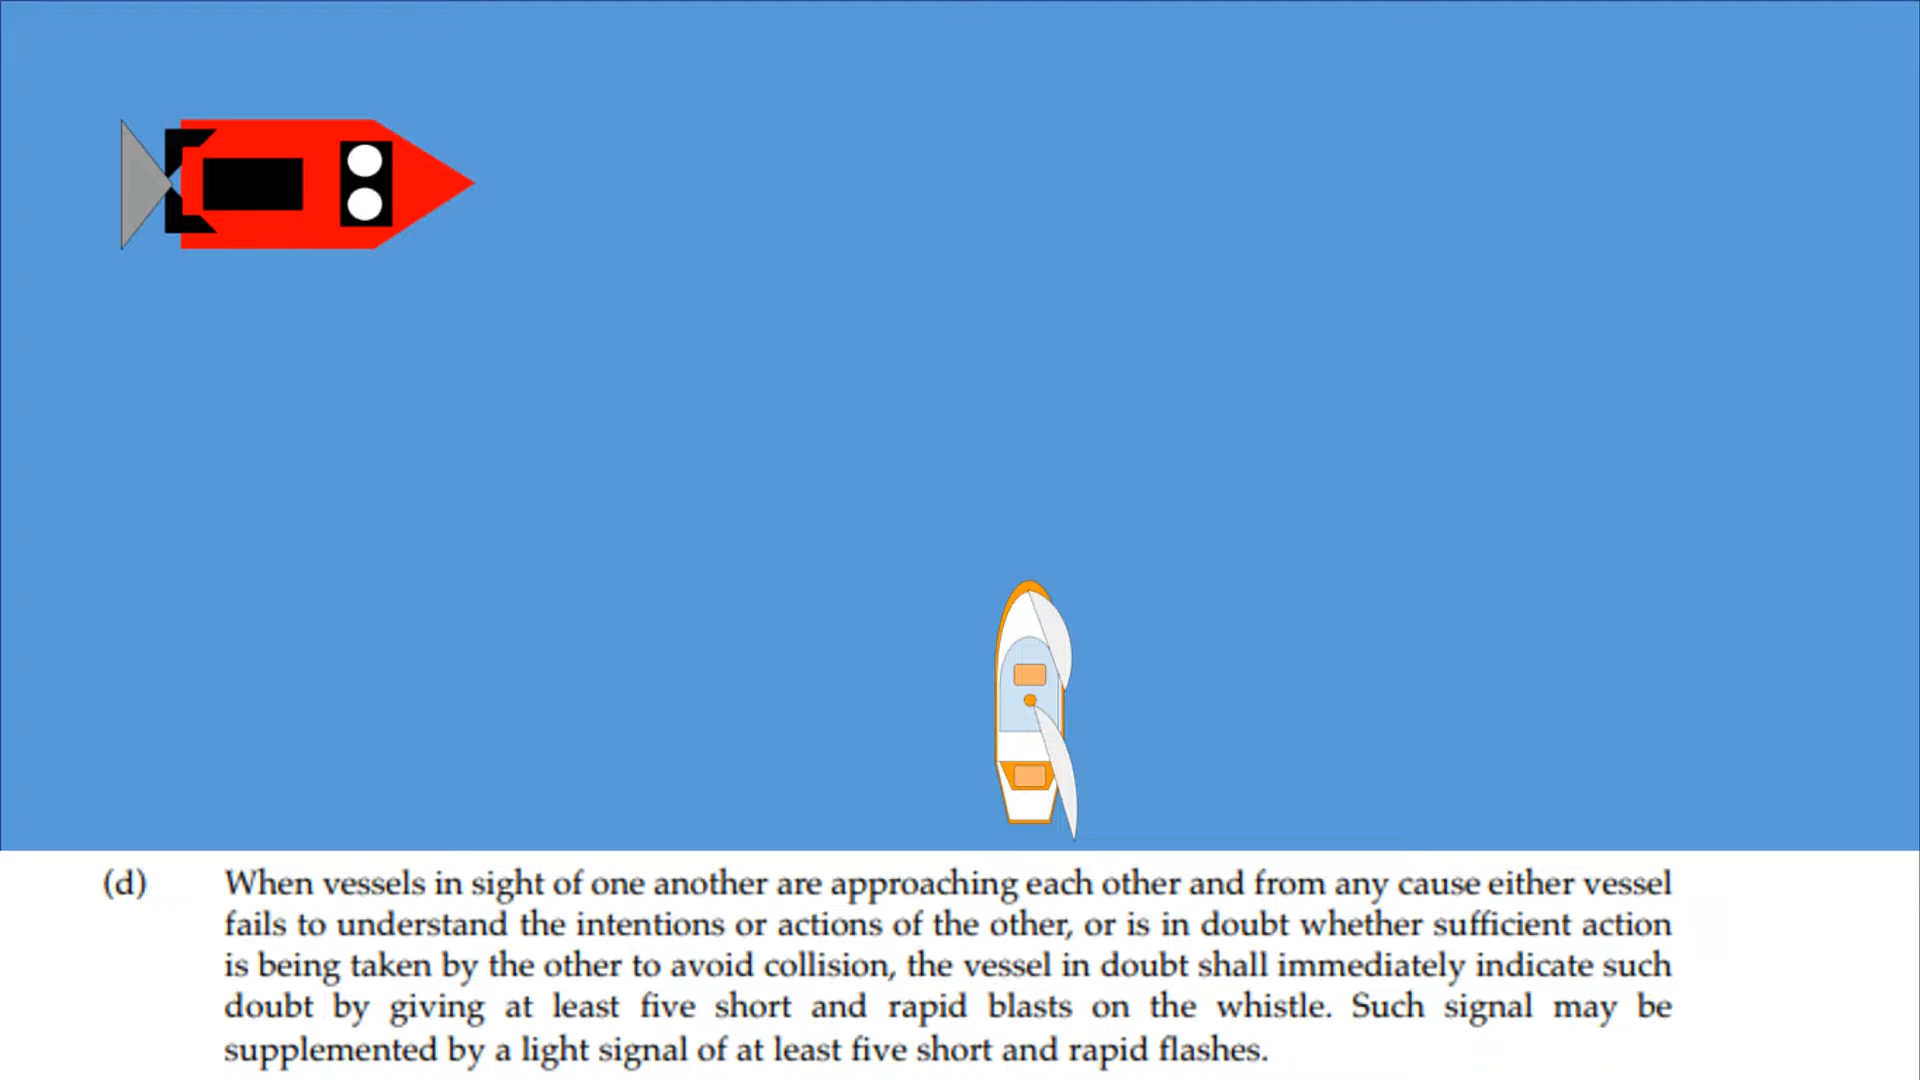 (d) When vessels in sight of one another are approaching each other and from any cause either vessel
fails to understand the intentions or actions of the other, or is in doubt whether sufficient action
is being taken by the other to avoid collision, the vessel in doubt shall immediately indicate such
doubt by giving at least five short and rapid blasts on the whistle. Such signal may be
supplemented by a light signal of at least five short and rapid flashes.